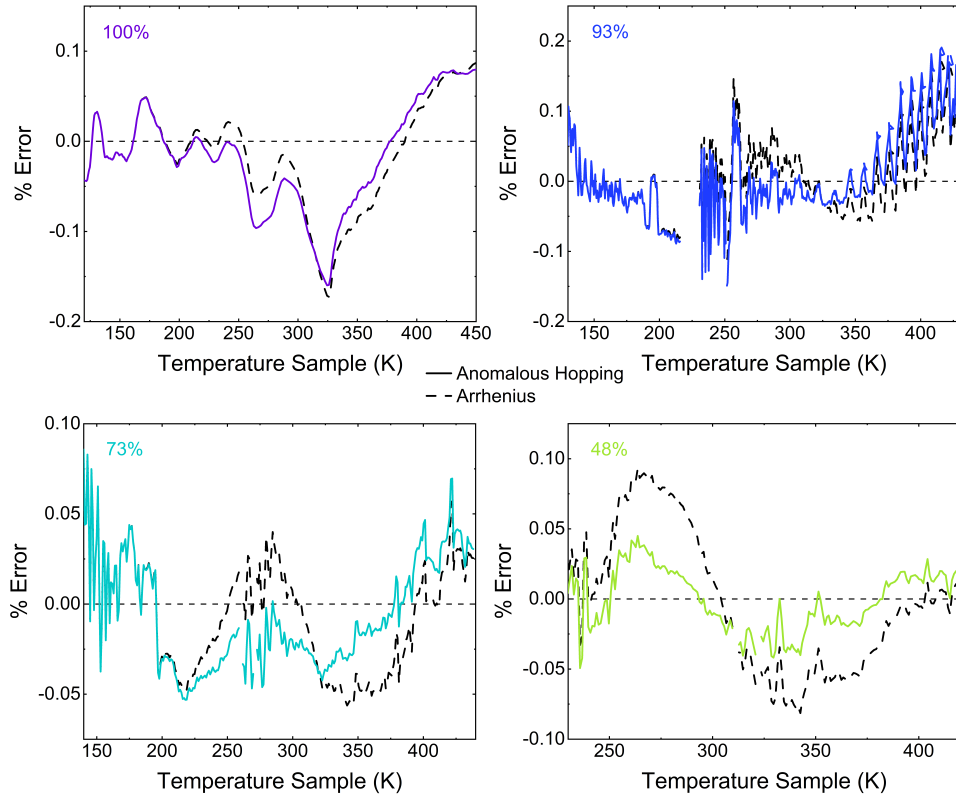 100%
0.1
0.0
-0.1
-0.2
% Error
150 200 250 300 350 400 450
Temperature Sample (K)
93%
0.2
0.1
0.0
-0.1
-0.2
% Error
150 200 250 300 350 400
Temperature Sample (K)
Anomalous Hopping
Arrhenius
73%
0.10
0.05
0.00
-0.05
% Error
150 200 250 300 350 400
Temperature Sample (K)
48%
0.10
0.05
0.00
-0.05
-0.10
% Error
250 300 350 400
Temperature Sample (K)